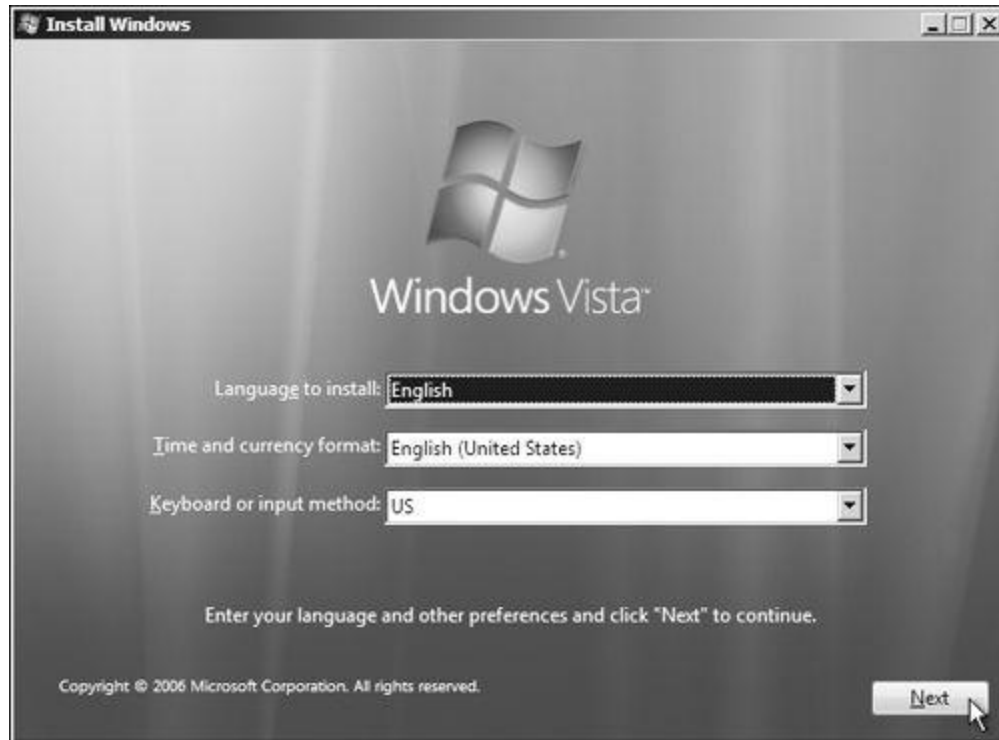 Install Windows
Windows Vista™
Language to install: English
Time and currency format: English (United States)
Keyboard or input method: US
Enter your language and other preferences and click "Next" to continue.
Copyright © 2006 Microsoft Corporation. All rights reserved.
Next